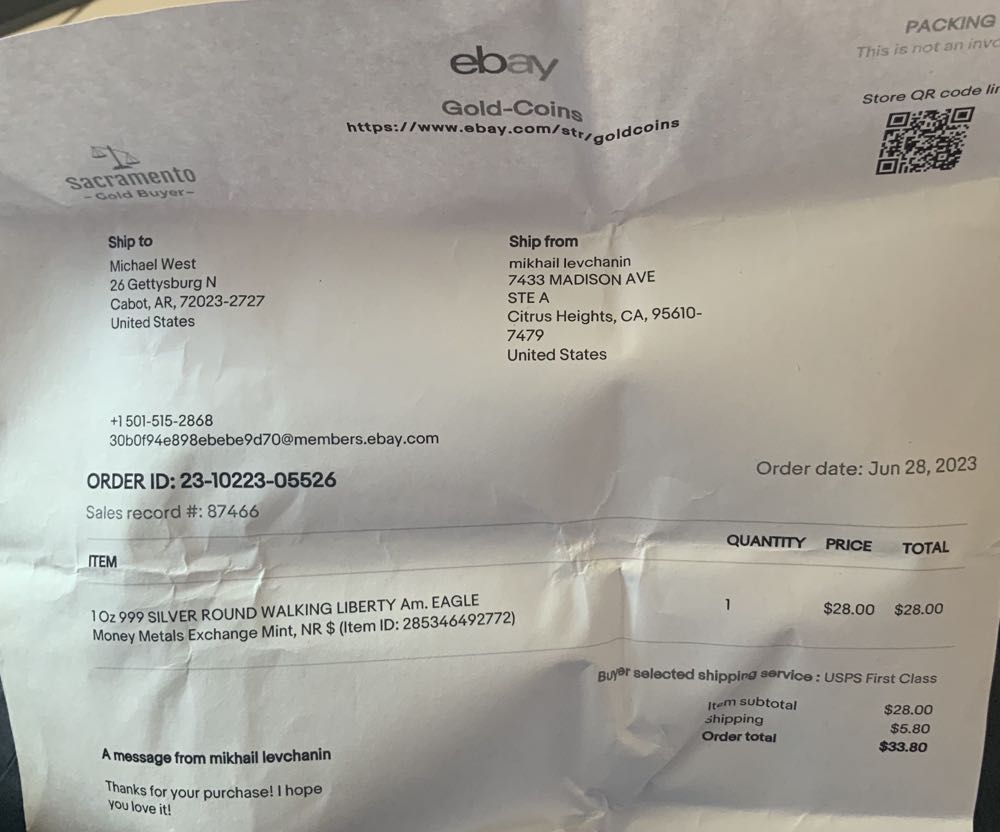 PACKING
This is not an invo
ebay
Gold-Coins
https://www.ebay.com/str/goldcoins
Store QR code lin
Sacramento
-Gold Buyer-
Ship to
Michael West
26 Gettysburg N
Cabot, AR, 72023-2727
United States
Ship from
mikhail levchanin
7433 MADISON AVE
STE A
Citrus Heights, CA, 95610-
7479
United States
+1 501-515-2868
30b0f94e898ebebe9d70@members.ebay.com
ORDER ID: 23-10223-05526
Order date: Jun 28, 2023
Sales record #: 87466
ITEM QUANTITY PRICE TOTAL
1 Oz 999 SILVER ROUND WALKING LIBERTY Am. EAGLE 1 $28.00 $28.00
Money Metals Exchange Mint, NR $ (Item ID: 285346492772)
Buyer selected shipping service : USPS First Class
Item subtotal $28.00
Shipping $5.80
Order total $33.80
A message from mikhail levchanin
Thanks for your purchase! I hope
you love it!